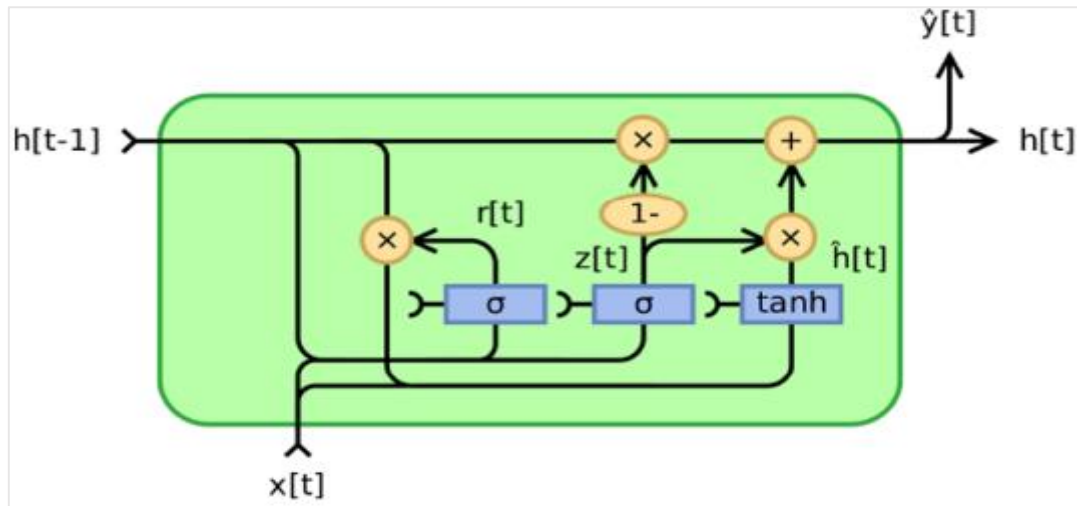 ŷ[t]
h[t-1]
×
+
h[t]
r[t]
1-
×
z[t]
×
ĥ[t]
σ
σ
tanh
x[t]